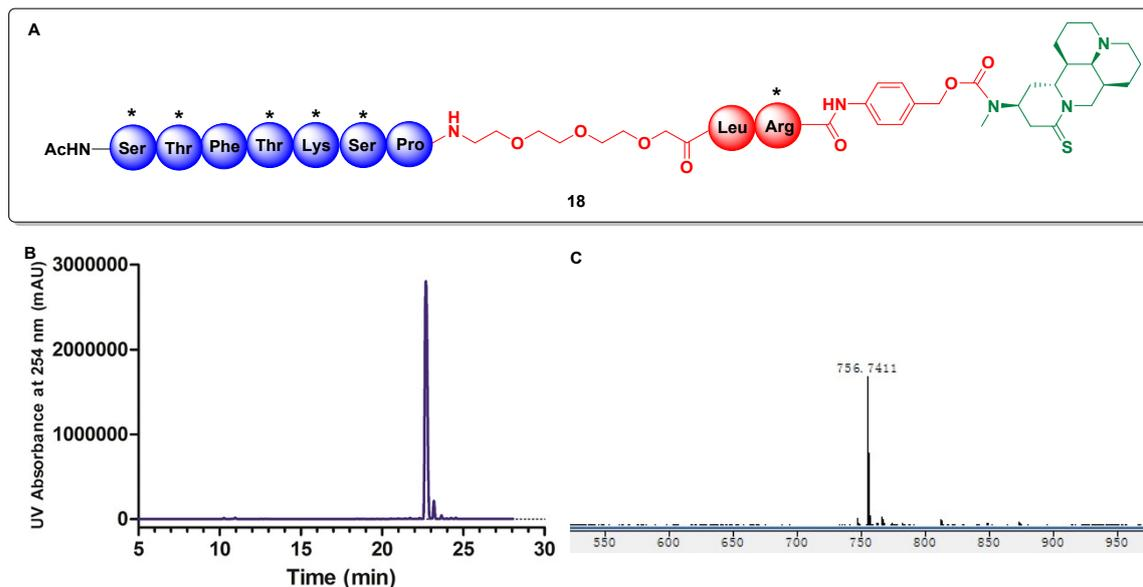 A
* * * * * *
AcHN Ser Thr Phe Thr Lys Ser Pro H N O O O O Leu Arg O HN O O N N N S
18
B
UV Absorbance at 254 nm (mAU)
3000000
2000000
1000000
0
5 10 15 20 25 30
Time (min)
C
756.7411
550 600 650 700 750 800 850 900 950